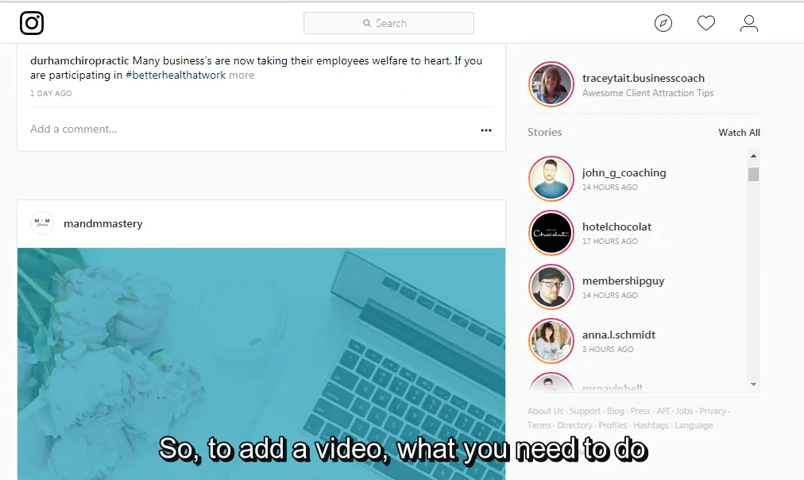 Search
durhamchiropractic Many business's are now taking their employees welfare to heart. If you
are participating in #betterhealthatwork more
1 DAY AGO
Add a comment...
mandmmastery
traceytait.businesscoach
Awesome Client Attraction Tips
Stories Watch All
john_g_coaching
14 HOURS AGO
hotelchocolat
17 HOURS AGO
Chocolat
membershipguy
14 HOURS AGO
anna.l.schmidt
3 HOURS AGO
mrgavinbell
About Us · Support · Blog · Press · API · Jobs · Privacy ·
Terms · Directory · Profiles · Hashtags · Language
So, to add a video, what you need to do